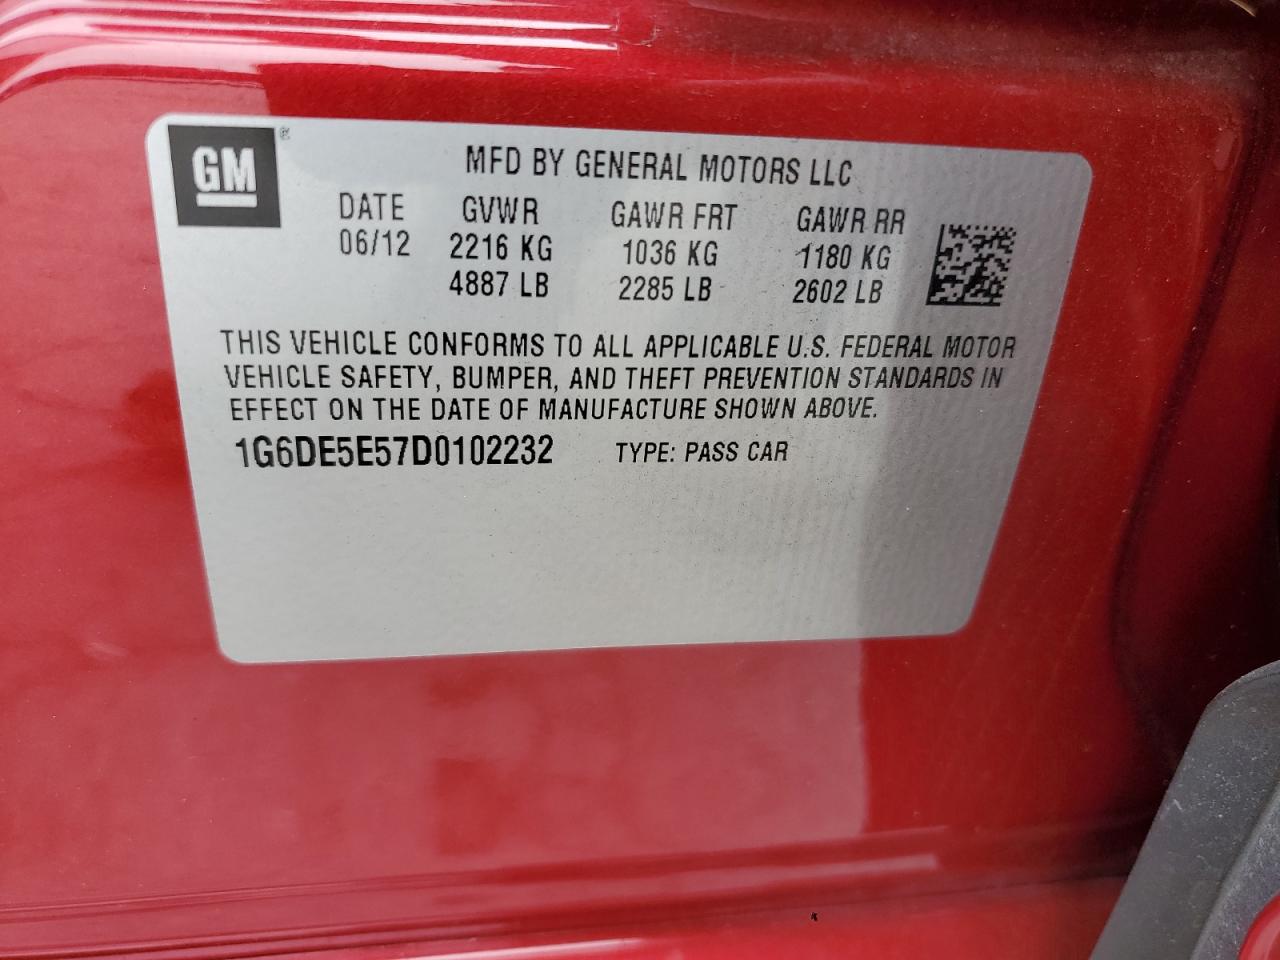 GM ®
MFD BY GENERAL MOTORS LLC
DATE GVWR GAWR FRT GAWR RR
06/12 2216 KG 1036 KG 1180 KG
4887 LB 2285 LB 2602 LB
THIS VEHICLE CONFORMS TO ALL APPLICABLE U.S. FEDERAL MOTOR
VEHICLE SAFETY, BUMPER, AND THEFT PREVENTION STANDARDS IN
EFFECT ON THE DATE OF MANUFACTURE SHOWN ABOVE.
1G6DE5E57D0102232 TYPE: PASS CAR